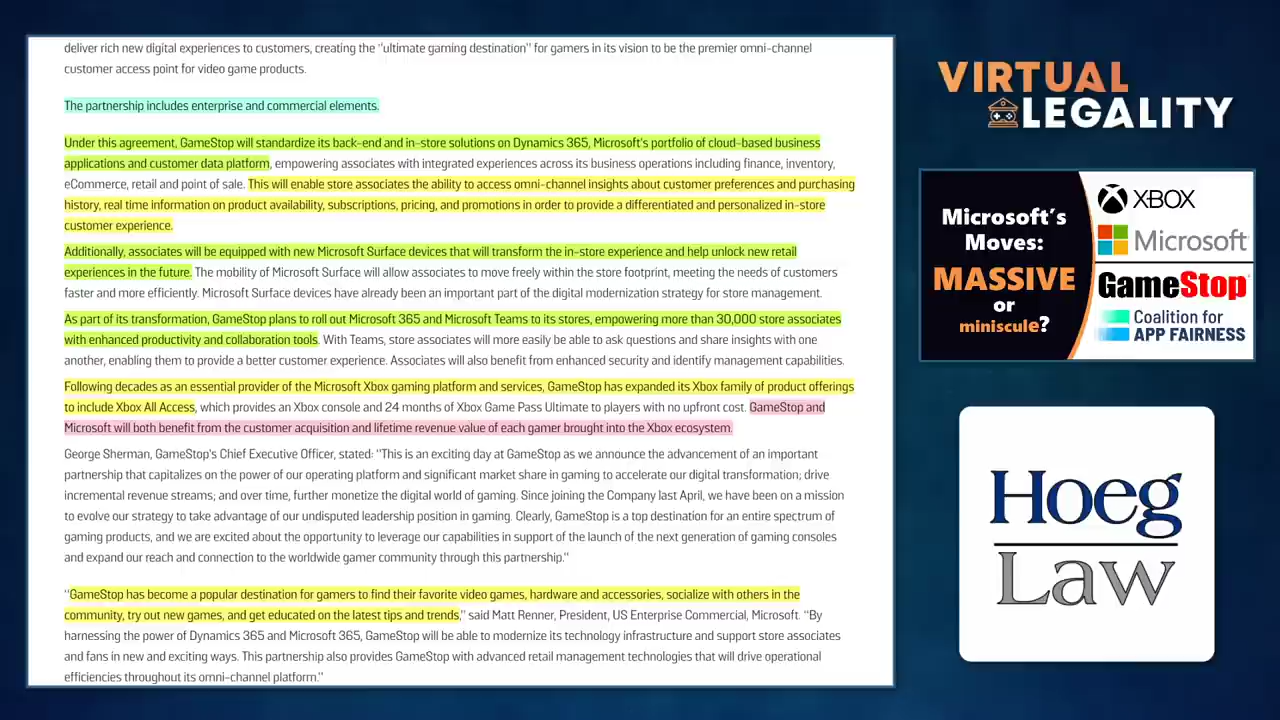 deliver rich new digital experiences to customers, creating the "ultimate gaming destination" for gamers in its vision to be the premier omni-channel
customer access point for video game products.
The partnership includes enterprise and commercial elements.
Under this agreement, GameStop will standardize its back-end and in-store solutions on Dynamics 365, Microsoft's portfolio of cloud-based business
applications and customer data platform, empowering associates with integrated experiences across its business operations including finance, inventory,
eCommerce, retail and point of sale. This will enable store associates the ability to access omni-channel insights about customer preferences and purchasing
history, real time information on product availability, subscriptions, pricing, and promotions in order to provide a differentiated and personalized in-store
customer experience.
Additionally, associates will be equipped with new Microsoft Surface devices that will transform the in-store experience and help unlock new retail
experiences in the future. The mobility of Microsoft Surface will allow associates to move freely within the store footprint, meeting the needs of customers
faster and more efficiently. Microsoft Surface devices have already been an important part of the digital modernization strategy for store management.
As part of its transformation, GameStop plans to roll out Microsoft 365 and Microsoft Teams to its stores, empowering more than 30,000 store associates
with enhanced productivity and collaboration tools. With Teams, store associates will more easily be able to ask questions and share insights with one
another, enabling them to provide a better customer experience. Associates will also benefit from enhanced security and identify management capabilities.
Following decades as an essential provider of the Microsoft Xbox gaming platform and services, GameStop has expanded its Xbox family of product offerings
to include Xbox All Access, which provides an Xbox console and 24 months of Xbox Game Pass Ultimate to players with no upfront cost. GameStop and
Microsoft will both benefit from the customer acquisition and lifetime revenue value of each gamer brought into the Xbox ecosystem.
George Sherman, GameStop's Chief Executive Officer, stated: "This is an exciting day at GameStop as we announce the advancement of an important
partnership that capitalizes on the power of our operating platform and significant market share in gaming to accelerate our digital transformation; drive
incremental revenue streams; and over time, further monetize the digital world of gaming. Since joining the Company last April, we have been on a mission
to evolve our strategy to take advantage of our undisputed leadership position in gaming. Clearly, GameStop is a top destination for an entire spectrum of
gaming products, and we are excited about the opportunity to leverage our capabilities in support of the launch of the next generation of gaming consoles
and expand our reach and connection to the worldwide gamer community through this partnership."
"GameStop has become a popular destination for gamers to find their favorite video games, hardware and accessories, socialize with others in the
community, try out new games, and get educated on the latest tips and trends," said Matt Renner, President, US Enterprise Commercial, Microsoft. "By
harnessing the power of Dynamics 365 and Microsoft 365, GameStop will be able to modernize its technology infrastructure and support store associates
and fans in new and exciting ways. This partnership also provides GameStop with advanced retail management technologies that will drive operational
efficiencies throughout its omni-channel platform."
VIRTUAL
LEGALITY
Microsoft's
Moves:
MASSIVE
or
miniscule?
XBOX
Microsoft
GameStop
Coalition for
APP FAIRNESS
Hoeg
Law